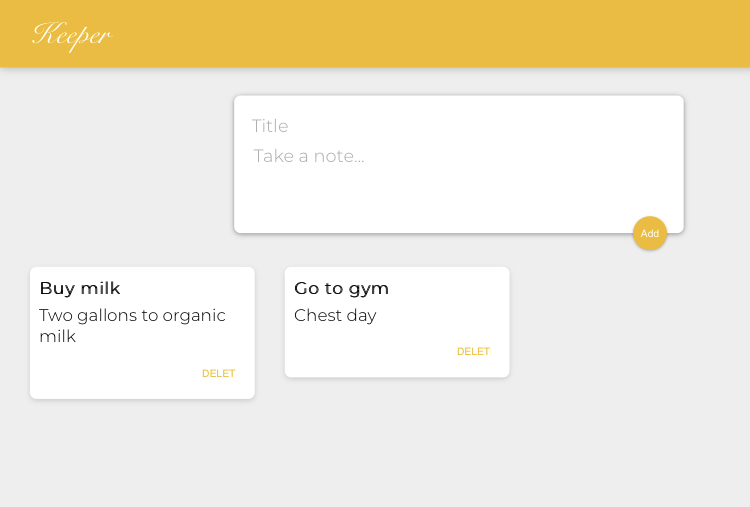 Keeper
Title
Take a note...
Add
Buy milk
Two gallons to organic
milk
DELET
Go to gym
Chest day
DELET